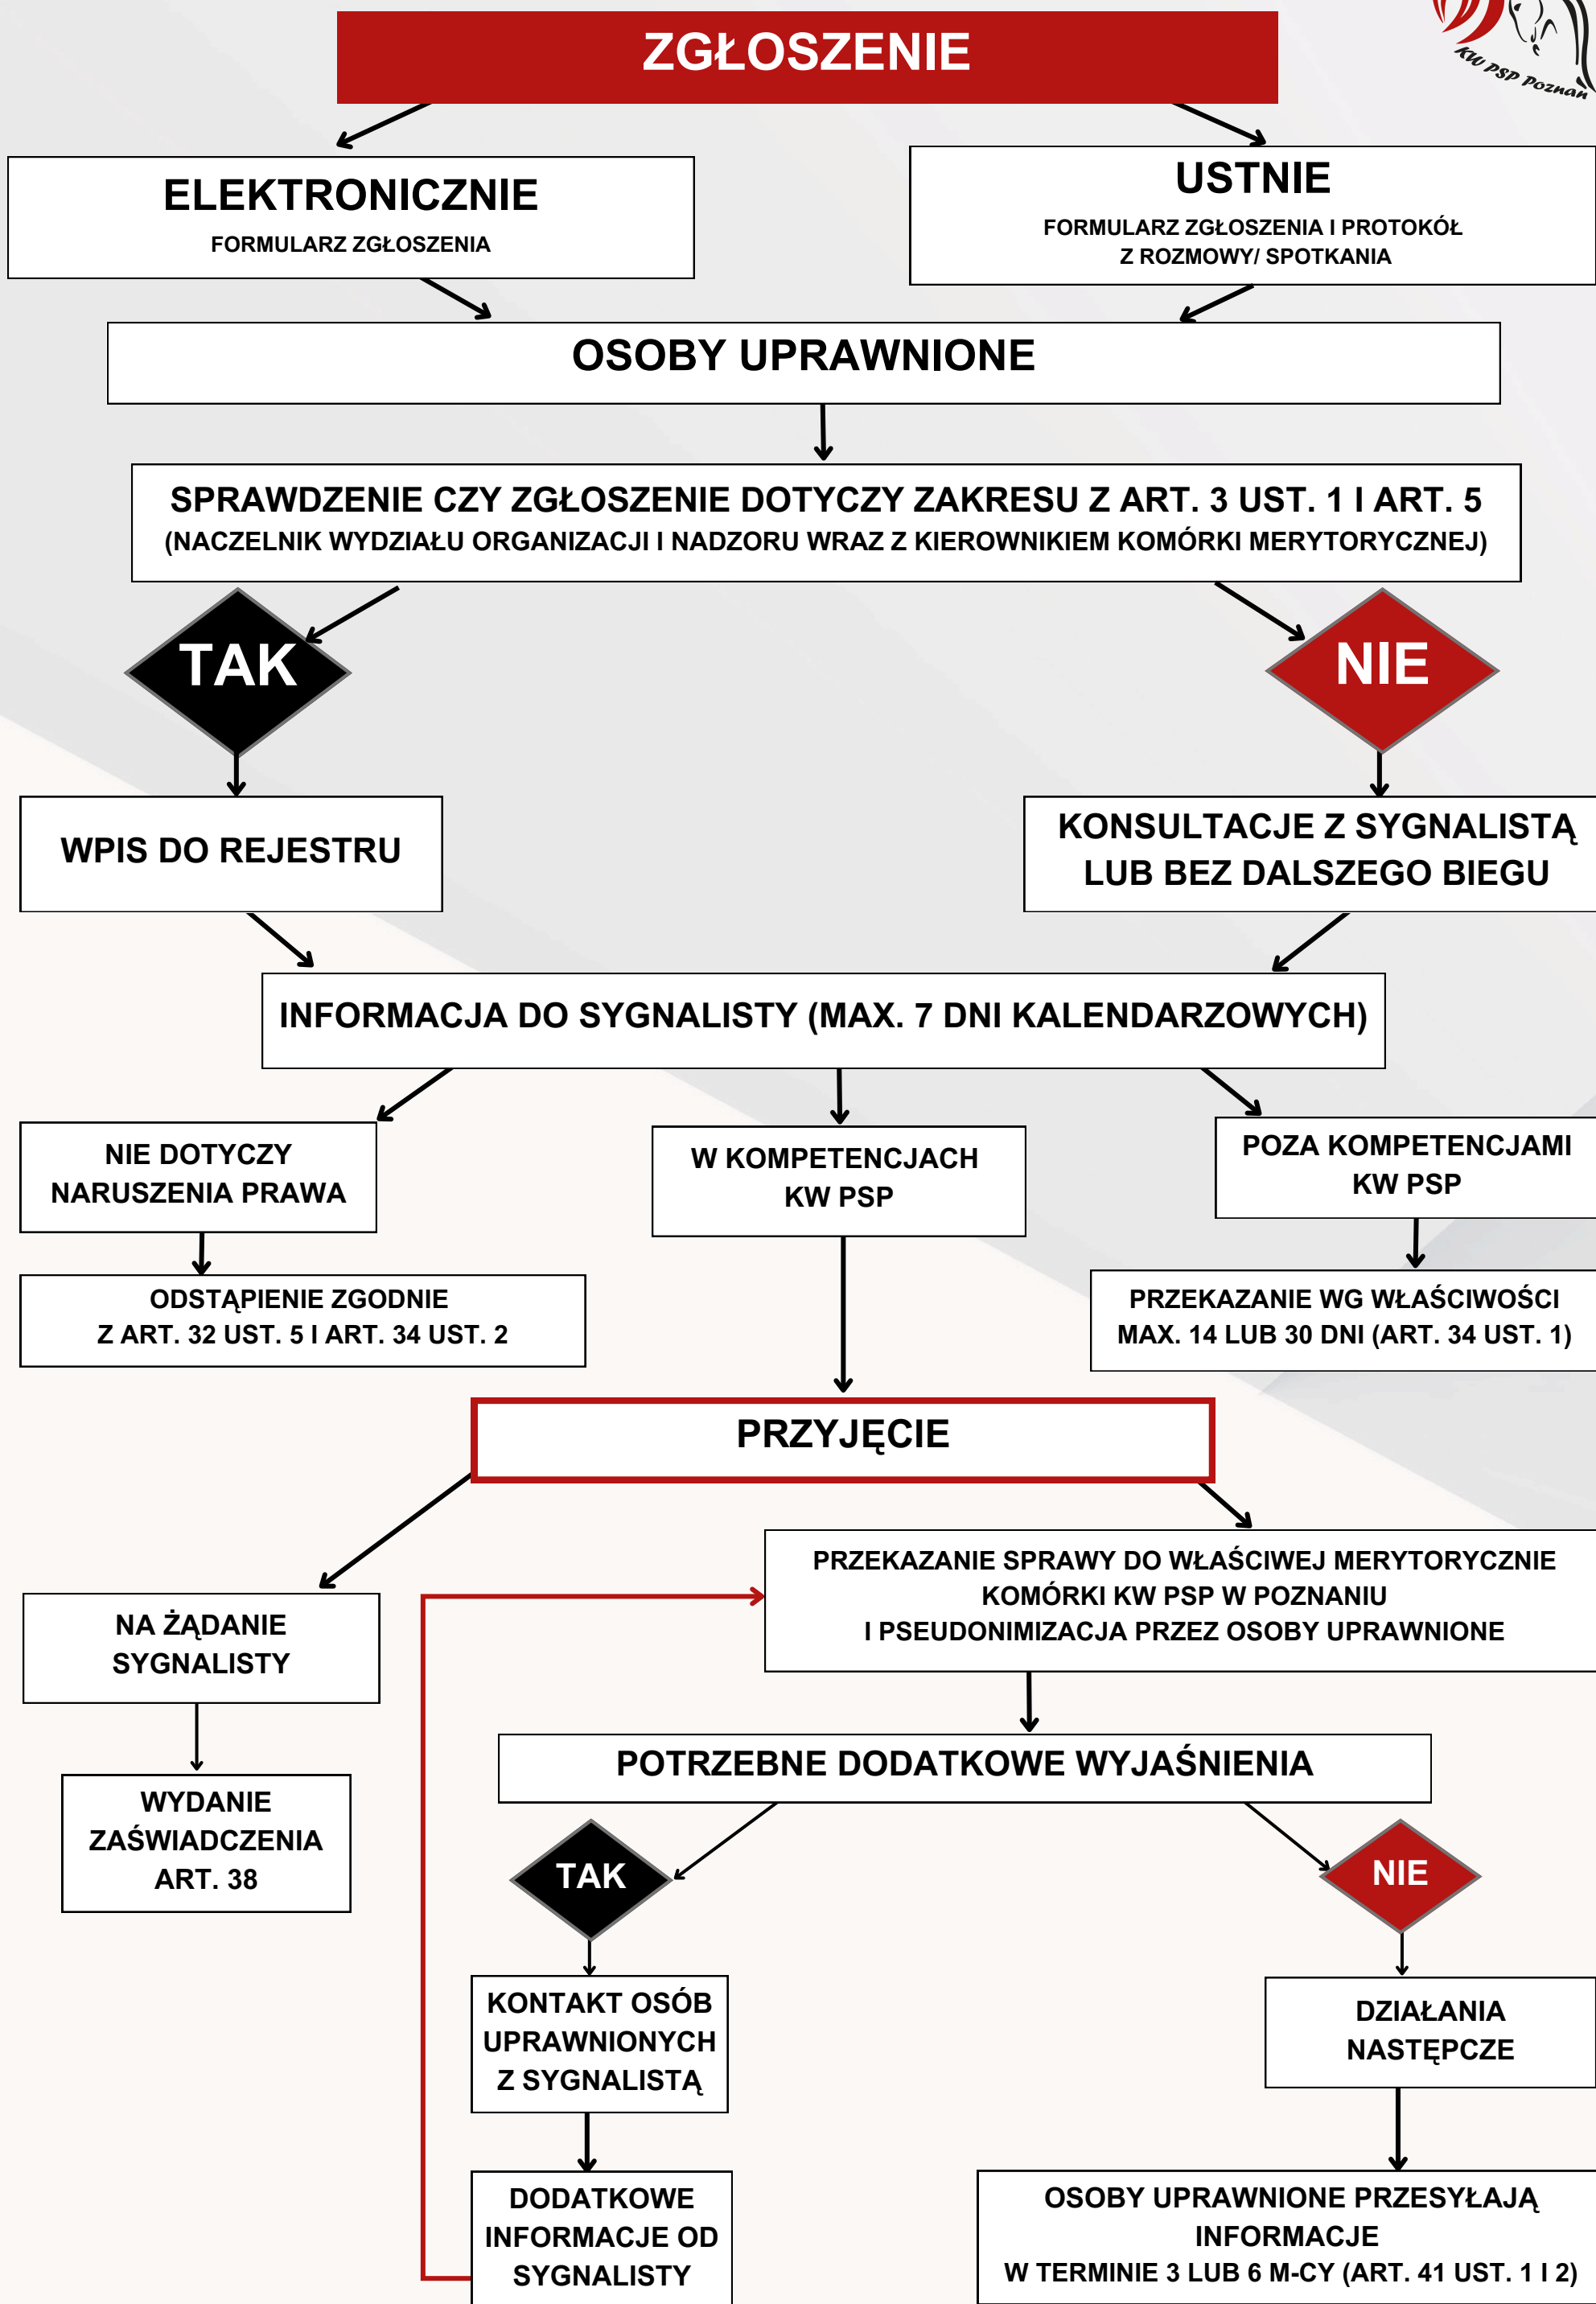 KW PSP Poznań
ZGŁOSZENIE
ELEKTRONICZNIE
FORMULARZ ZGŁOSZENIA
USTNIE
FORMULARZ ZGŁOSZENIA I PROTOKÓŁ
Z ROZMOWY/ SPOTKANIA
OSOBY UPRAWNIONE
SPRAWDZENIE CZY ZGŁOSZENIE DOTYCZY ZAKRESU Z ART. 3 UST. 1 I ART. 5
(NACZELNIK WYDZIAŁU ORGANIZACJI I NADZORU WRAZ Z KIEROWNIKIEM KOMÓRKI MERYTORYCZNEJ)
TAK
NIE
WPIS DO REJESTRU
KONSULTACJE Z SYGNALISTĄ
LUB BEZ DALSZEGO BIEGU
INFORMACJA DO SYGNALISTY (MAX. 7 DNI KALENDARZOWYCH)
NIE DOTYCZY
NARUSZENIA PRAWA
W KOMPETENCJACH
KW PSP
POZA KOMPETENCJAMI
KW PSP
ODSTĄPIENIE ZGODNIE
Z ART. 32 UST. 5 I ART. 34 UST. 2
PRZEKAZANIE WG WŁAŚCIWOŚCI
MAX. 14 LUB 30 DNI (ART. 34 UST. 1)
PRZYJĘCIE
NA ŻĄDANIE
SYGNALISTY
PRZEKAZANIE SPRAWY DO WŁAŚCIWEJ MERYTORYCZNIE
KOMÓRKI KW PSP W POZNANIU
I PSEUDONIMIZACJA PRZEZ OSOBY UPRAWNIONE
WYDANIE
ZAŚWIADCZENIA
ART. 38
POTRZEBNE DODATKOWE WYJAŚNIENIA
TAK
NIE
KONTAKT OSÓB
UPRAWNIONYCH
Z SYGNALISTĄ
DZIAŁANIA
NASTĘPCZE
DODATKOWE
INFORMACJE OD
SYGNALISTY
OSOBY UPRAWNIONE PRZESYŁAJĄ
INFORMACJE
W TERMINIE 3 LUB 6 M-CY (ART. 41 UST. 1 I 2)